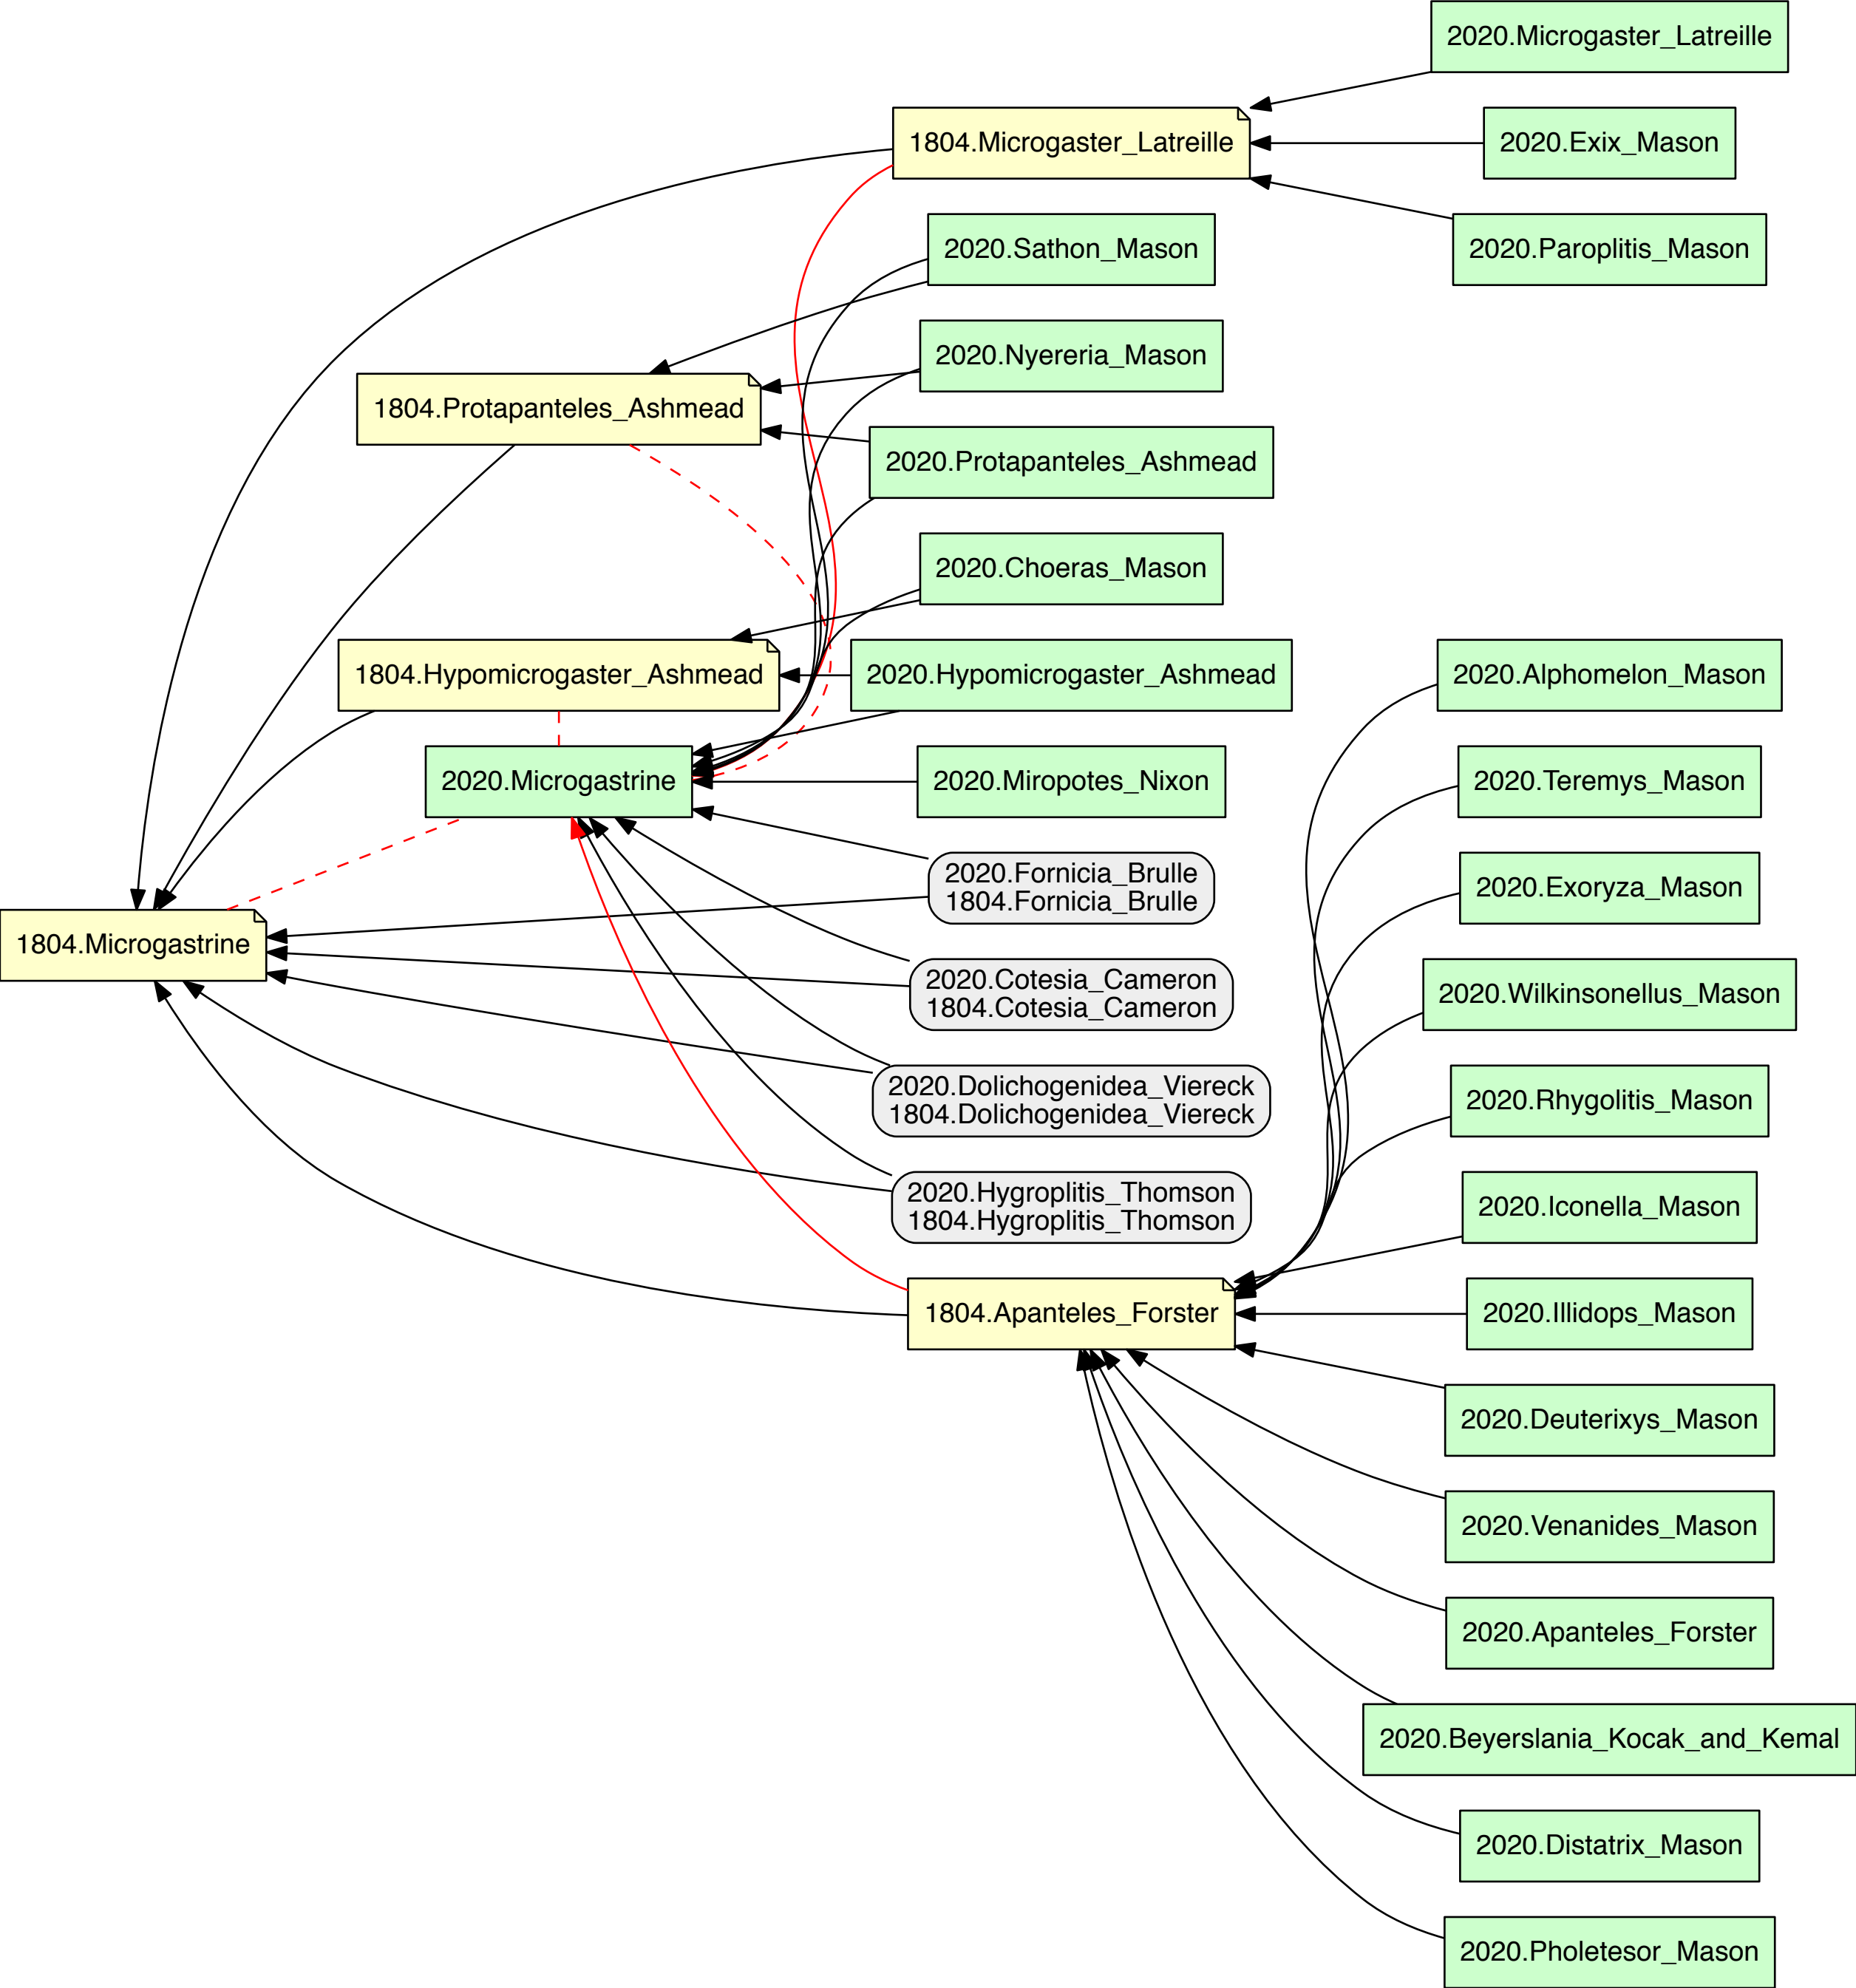 2020.Microgaster_Latreille
1804.Microgaster_Latreille
2020.Exix_Mason
2020.Sathon_Mason
2020.Paroplitis_Mason
2020.Nyereria_Mason
1804.Protapanteles_Ashmead
2020.Protapanteles_Ashmead
2020.Choeras_Mason
1804.Hypomicrogaster_Ashmead
2020.Hypomicrogaster_Ashmead
2020.Alphomelon_Mason
2020.Microgastrine
2020.Miropotes_Nixon
2020.Teremys_Mason
2020.Fornicia_Brulle
1804.Fornicia_Brulle
2020.Exoryza_Mason
1804.Microgastrine
2020.Cotesia_Cameron
1804.Cotesia_Cameron
2020.Wilkinsonellus_Mason
2020.Dolichogenidea_Viereck
1804.Dolichogenidea_Viereck
2020.Rhygolitis_Mason
2020.Hygroplitis_Thomson
1804.Hygroplitis_Thomson
2020.Iconella_Mason
1804.Apanteles_Forster
2020.Illidops_Mason
2020.Deuterixys_Mason
2020.Venanides_Mason
2020.Apanteles_Forster
2020.Beyerslania_Kocak_and_Kemal
2020.Distatrix_Mason
2020.Pholetesor_Mason